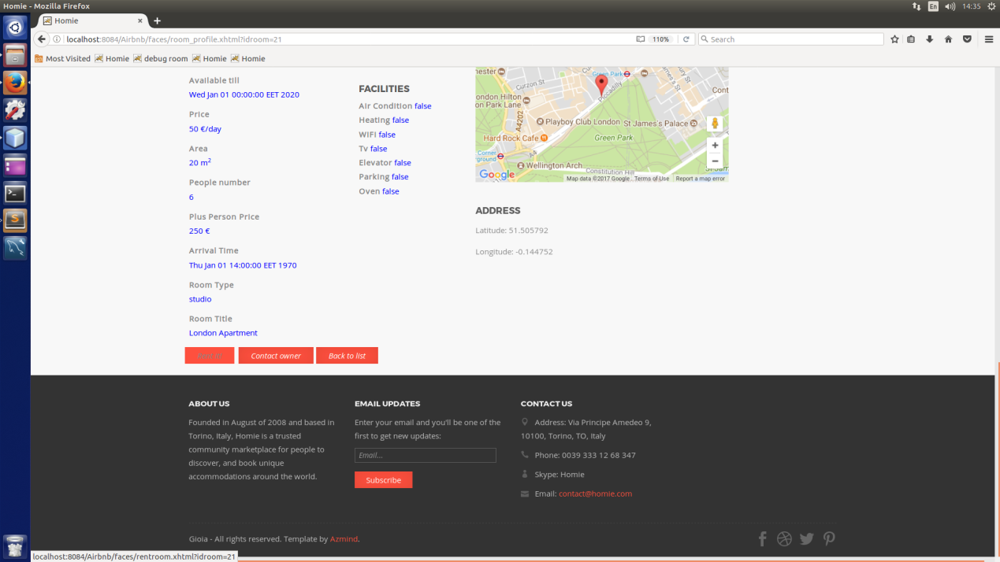 Homie - Mozilla Firefox
En
14:35
Homie
localhost:8084/Airbnb/faces/room_profile.xhtml?idroom=21
110%
Search
Most Visited
Homie
debug room
Homie
Homie
Available till
Wed Jan 01 00:00:00 EET 2020
Price
50 €/day
Area
20 m²
People number
6
Plus Person Price
250 €
Arrival Time
Thu Jan 01 14:00:00 EET 1970
Room Type
studio
Room Title
London Apartment
FACILITIES
Air Condition false
Heating false
WIFI false
Tv false
Elevator false
Parking false
Oven false
Green Park
Curzon St
Piccadilly
A4202
Playboy Club London
St James's Palace
Hard Rock Cafe
Green Park
Corner
A4
Wellington Arch
Constitution Hill
Google
Map data ©2017 Google
Terms of Use
Report a map error
ADDRESS
Latitude: 51.505792
Longitude: -0.144752
Contact owner
Back to list
ABOUT US
Founded in August of 2008 and based in
Torino, Italy, Homie is a trusted
community marketplace for people to
discover, and book unique
accommodations around the world.
EMAIL UPDATES
Enter your email and you'll be one of the
first to get new updates:
Email...
Subscribe
CONTACT US
Address: Via Principe Amedeo 9,
10100, Torino, TO, Italy
Phone: 0039 333 12 68 347
Skype: Homie
Email: contact@homie.com
Gioia - All rights reserved. Template by Azmind.
localhost:8084/Airbnb/faces/rentroom.xhtml?idroom=21